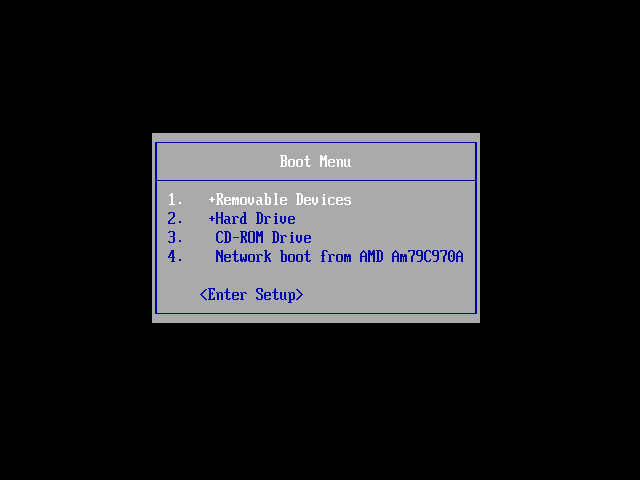 Boot Menu
1. +Removable Devices
2. +Hard Drive
3. CD-ROM Drive
4. Network boot from AMD Am79C970A
<Enter Setup>